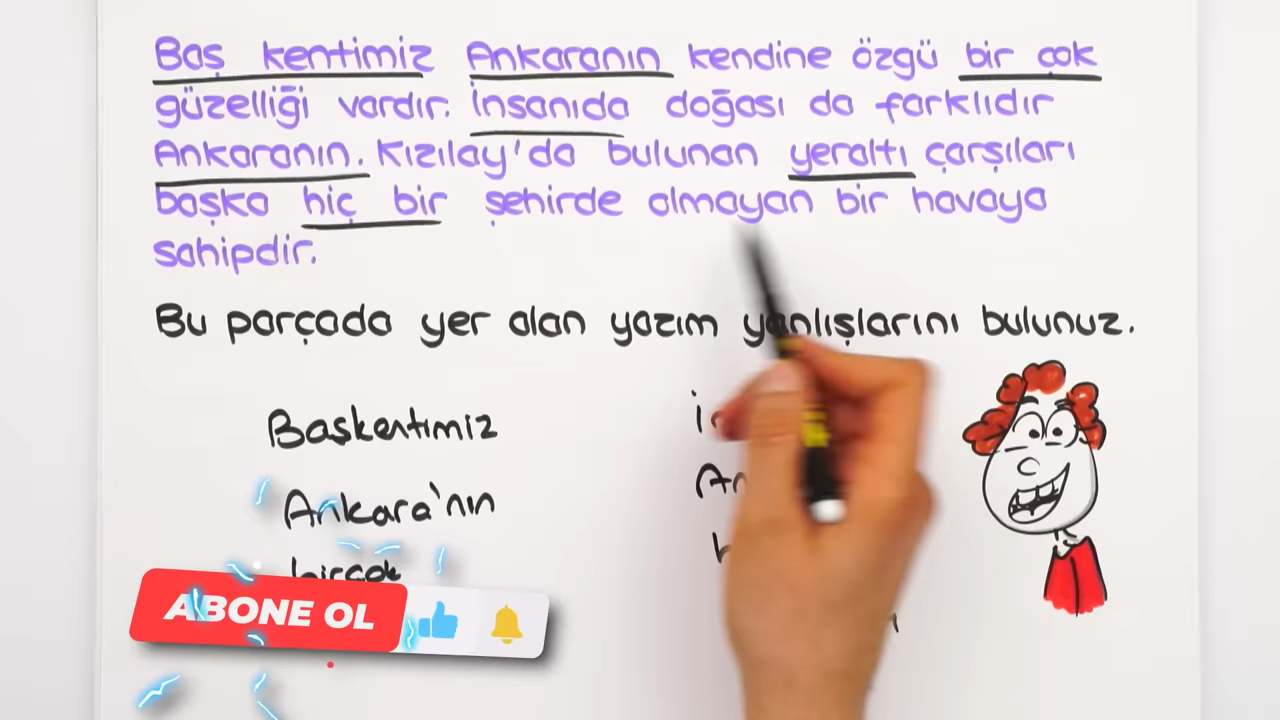 Baş kentimiz Ankaranın kendine özgü bir çok
güzelliği vardır. İnsanıda doğası da farklıdır
Ankaranın. Kızılay'da bulunan yeraltı çarşıları
başka hiç bir şehirde olmayan bir havaya
sahipdir.
Bu parçada yer alan yazım yanlışlarını bulunuz.
Başkentimiz
Ankara'nın
birçok
ABONE OL